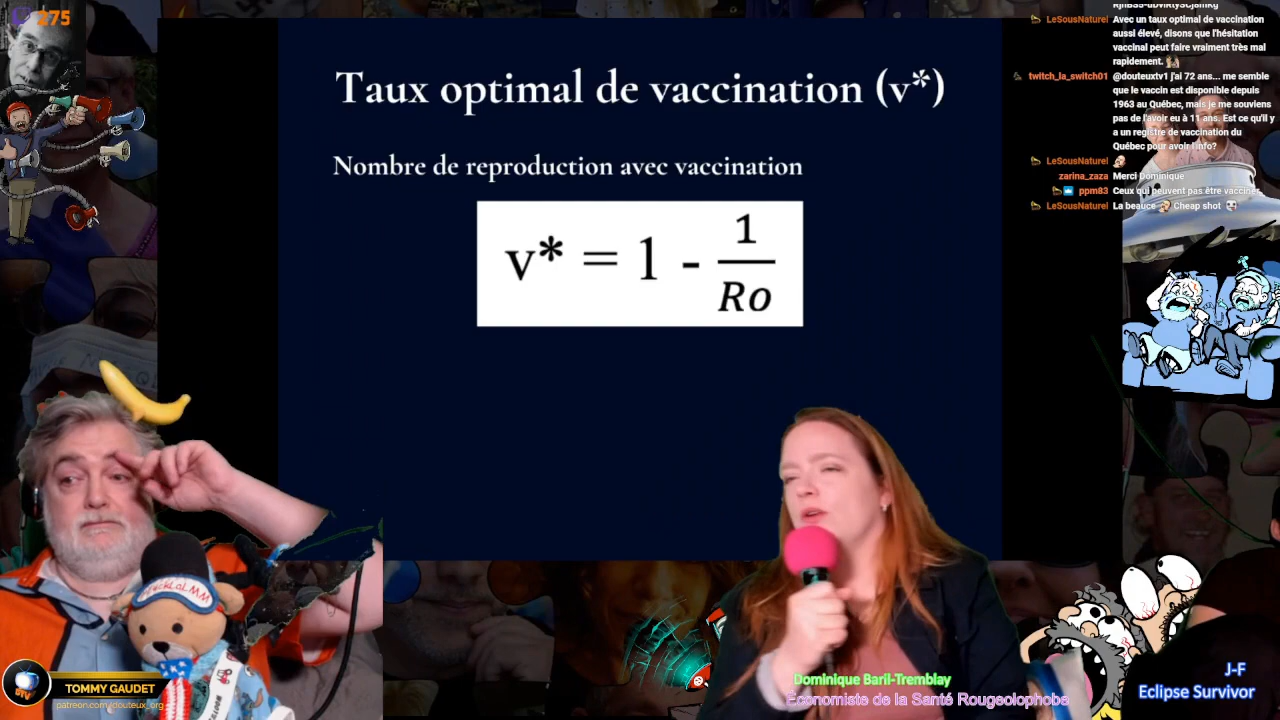 275
Taux optimal de vaccination (v*)
Nombre de reproduction avec vaccination
v* = 1 - 1
Ro
LeSousNaturel Avec un taux optimal de vaccination
aussi élevé, disons que l'hésitation
vaccinal peut faire vraiment très mal
rapidement.
twitch_la_switch01 @douteuxtv1 j'ai 72 ans... me semble
que le vaccin est disponible depuis
1963 au Québec, mais je me souviens
pas de l'avoir eu à 11 ans. Est ce qu'il y
a un registre de vaccination du
Québec pour avoir l'info?
LeSousNaturel
zarina_zaza Merci Dominique
ppm83 Ceux qui peuvent pas être vacciner,
LeSousNaturel La beauce Cheap shot
DTV
TOMMY GAUDET
patreon.com/douteux_org
Dominique Baril-Tremblay
Économiste de la Santé Rougeolophobe
J-F
Eclipse Survivor